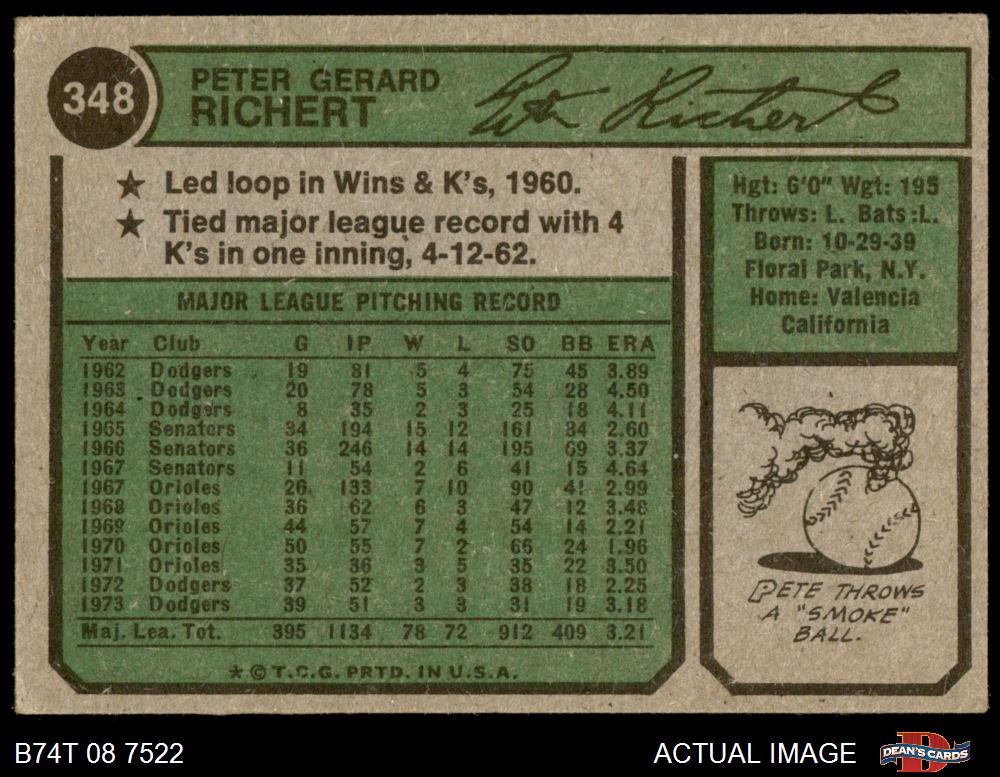 348
PETER GERARD
RICHERT
Pete Richert
★ Led loop in Wins & K's, 1960.
★ Tied major league record with 4
K's in one inning, 4-12-62.
Hgt: 6'0" Wgt: 195
Throws: L. Bats: L.
Born: 10-29-39
Floral Park, N.Y.
Home: Valencia
California
MAJOR LEAGUE PITCHING RECORD
Year Club G IP W L SO BB ERA
1962 Dodgers 19 81 5 4 75 45 3.89
1963 Dodgers 20 78 5 3 54 28 4.50
1964 Dodgers 8 35 2 3 25 18 4.11
1965 Senators 34 194 15 12 161 84 2.60
1966 Senators 36 246 14 14 195 69 3.37
1967 Senators 11 54 2 6 41 15 4.64
1967 Orioles 26 133 7 10 90 41 2.99
1968 Orioles 36 62 6 3 47 12 3.48
1969 Orioles 44 57 7 4 54 14 2.21
1970 Orioles 50 55 7 2 66 24 1.96
1971 Orioles 35 36 3 5 35 22 3.50
1972 Dodgers 37 52 2 3 38 18 2.25
1973 Dodgers 39 51 3 3 31 19 3.18
Maj. Lea. Tot. 395 1134 78 72 912 409 3.21
★ © T.C.G. PRTD. IN U.S.A.
PETE THROWS
A "SMOKE"
BALL.
B74T 08 7522
ACTUAL IMAGE
D
DEAN'S CARDS